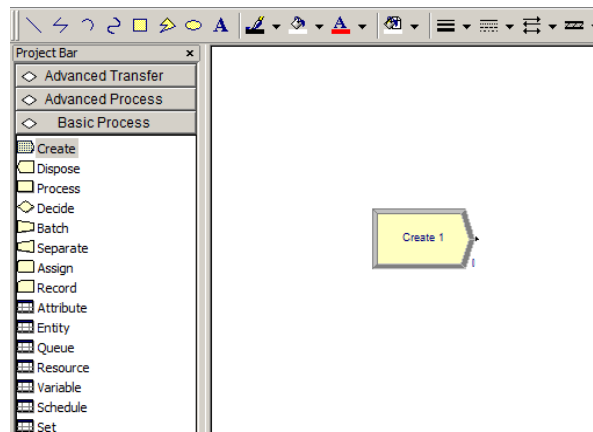 A A
Project Bar x
Advanced Transfer
Advanced Process
Basic Process
Create
Dispose
Process
Decide
Batch
Separate
Assign
Record
Attribute
Entity
Queue
Resource
Variable
Schedule
Set
Create 1